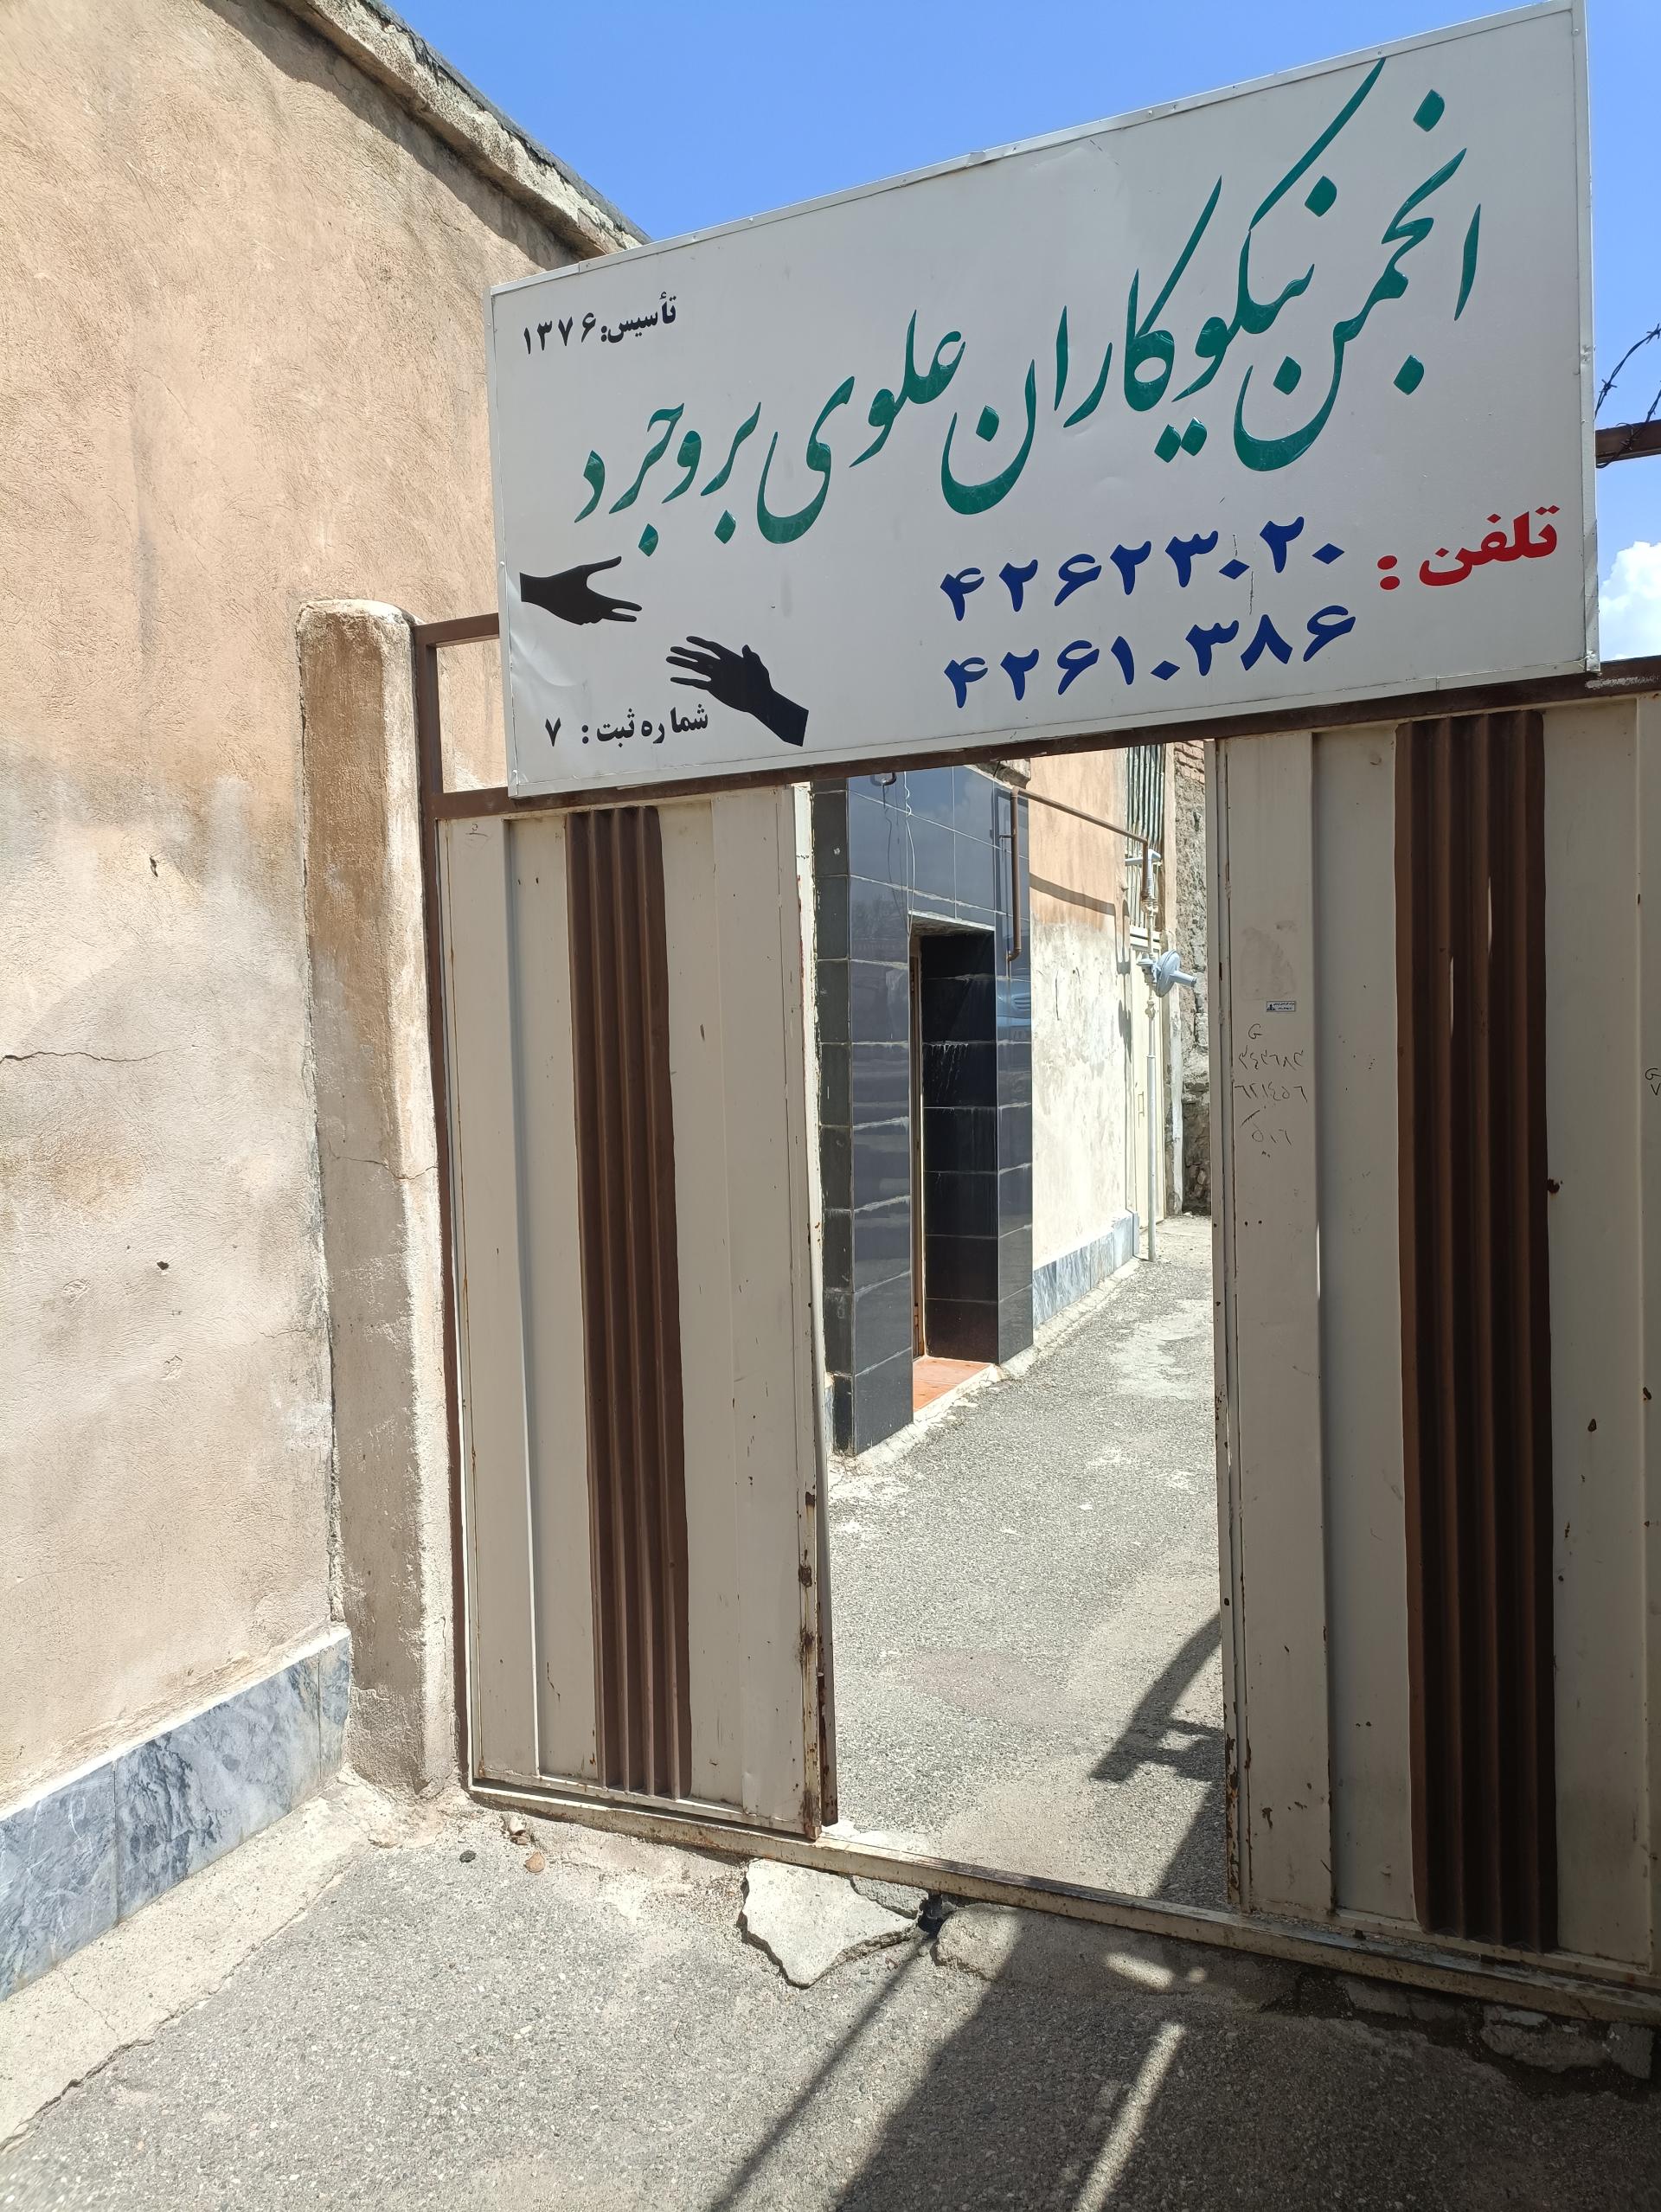 تأسیس: ۱۳۷۶
انجمن نیکوکاران علوی بروجرد
تلفن : ۴۲۶۲۳۰۲۰
۴۲۶۱۰۳۸۶
شماره ثبت : ۷